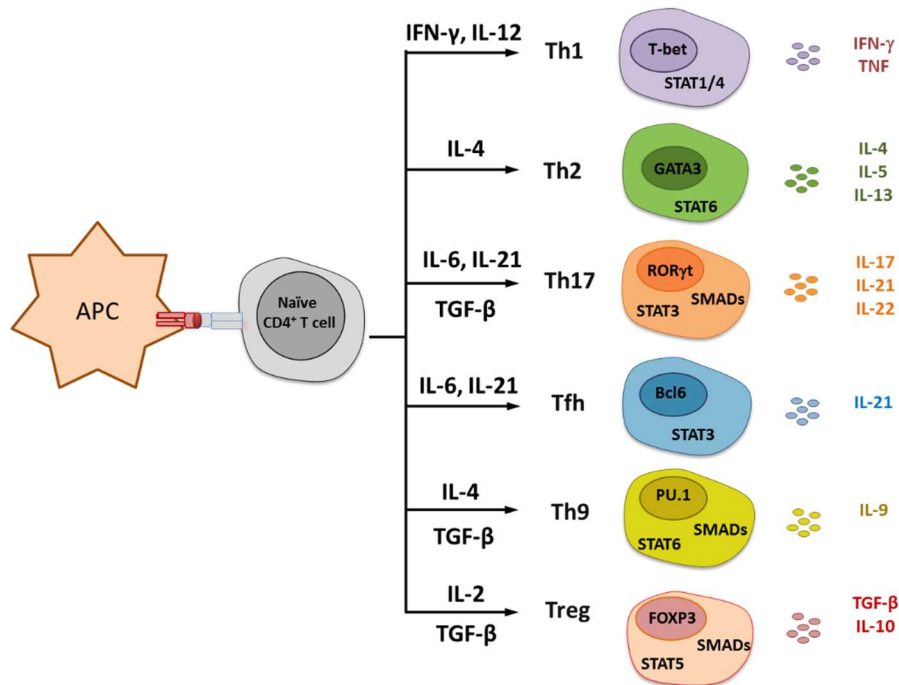 APC
Naïve
CD4⁺ T cell
IFN-γ, IL-12
Th1
T-bet
STAT1/4
IFN-γ
TNF
IL-4
Th2
GATA3
STAT6
IL-4
IL-5
IL-13
IL-6, IL-21
TGF-β
Th17
RORγt
STAT3
SMADs
IL-17
IL-21
IL-22
IL-6, IL-21
Tfh
Bcl6
STAT3
IL-21
IL-4
TGF-β
Th9
PU.1
STAT6
SMADs
IL-9
IL-2
TGF-β
Treg
FOXP3
STAT5
SMADs
TGF-β
IL-10